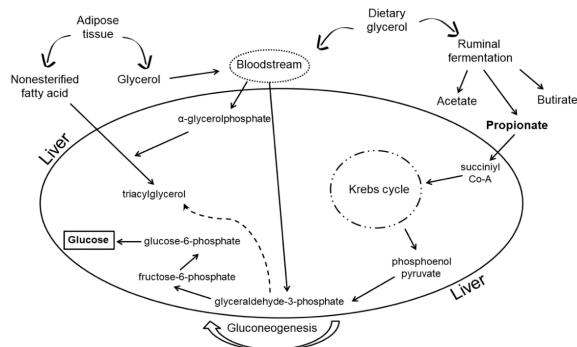 Adipose
tissue
Dietary
glycerol
Nonesterified
fatty acid
Glycerol
Bloodstream
Ruminal
fermentation
Acetate
Butirate
Propionate
Liver
α-glycerolphosphate
succiniyl
Co-A
triacylglycerol
Krebs cycle
Glucose
glucose-6-phosphate
fructose-6-phosphate
phosphoenol
pyruvate
glyceraldehyde-3-phosphate
Liver
Gluconeogenesis